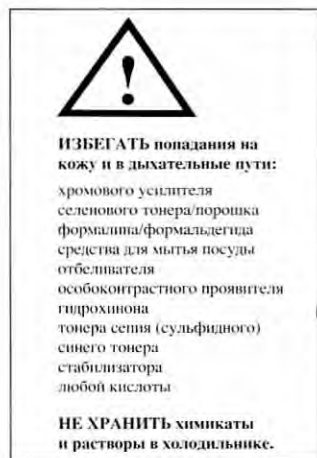 ИЗБЕГАТЬ попадания на
кожу и в дыхательные пути:
хромового усилителя
селенового тонера/порошка
формалина/формальдегида
средства для мытья посуды
отбеливателя
особоконтрастного проявителя
гидрохинона
тонера сепия (сульфидного)
синего тонера
стабилизатора
любой кислоты
НЕ ХРАНИТЬ химикаты
и растворы в холодильнике.